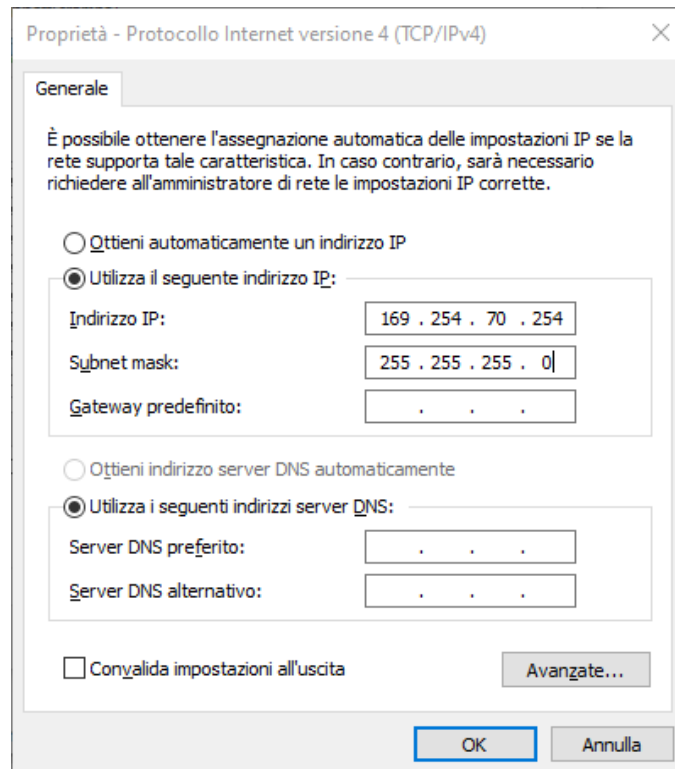 Proprietà - Protocollo Internet versione 4 (TCP/IPv4)
Generale
È possibile ottenere l'assegnazione automatica delle impostazioni IP se la
rete supporta tale caratteristica. In caso contrario, sarà necessario
richiedere all'amministratore di rete le impostazioni IP corrette.
Ottieni automaticamente un indirizzo IP
Utilizza il seguente indirizzo IP:
Indirizzo IP: 169 . 254 . 70 . 254
Subnet mask: 255 . 255 . 255 . 0
Gateway predefinito: . . .
Ottieni indirizzo server DNS automaticamente
Utilizza i seguenti indirizzi server DNS:
Server DNS preferito: . . .
Server DNS alternativo: . . .
Convalida impostazioni all'uscita Avanzate...
OK Annulla